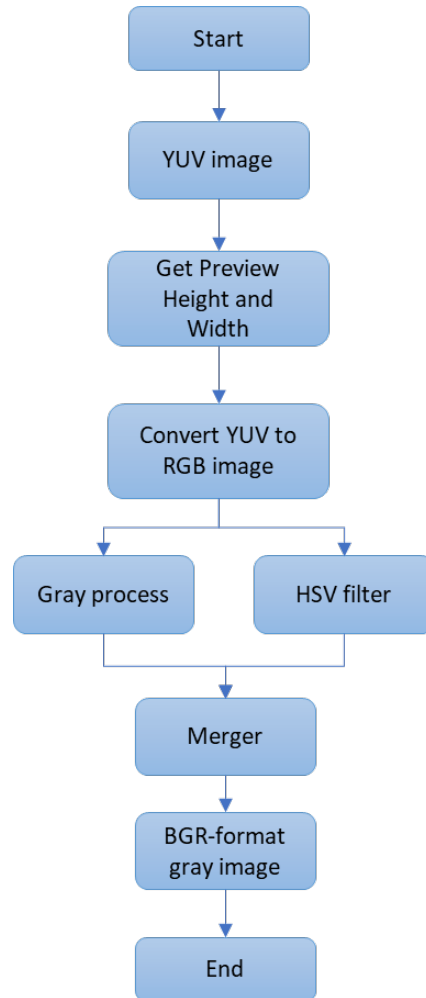 Start
YUV image
Get Preview
Height and
Width
Convert YUV to
RGB image
Gray process
HSV filter
Merger
BGR-format
gray image
End